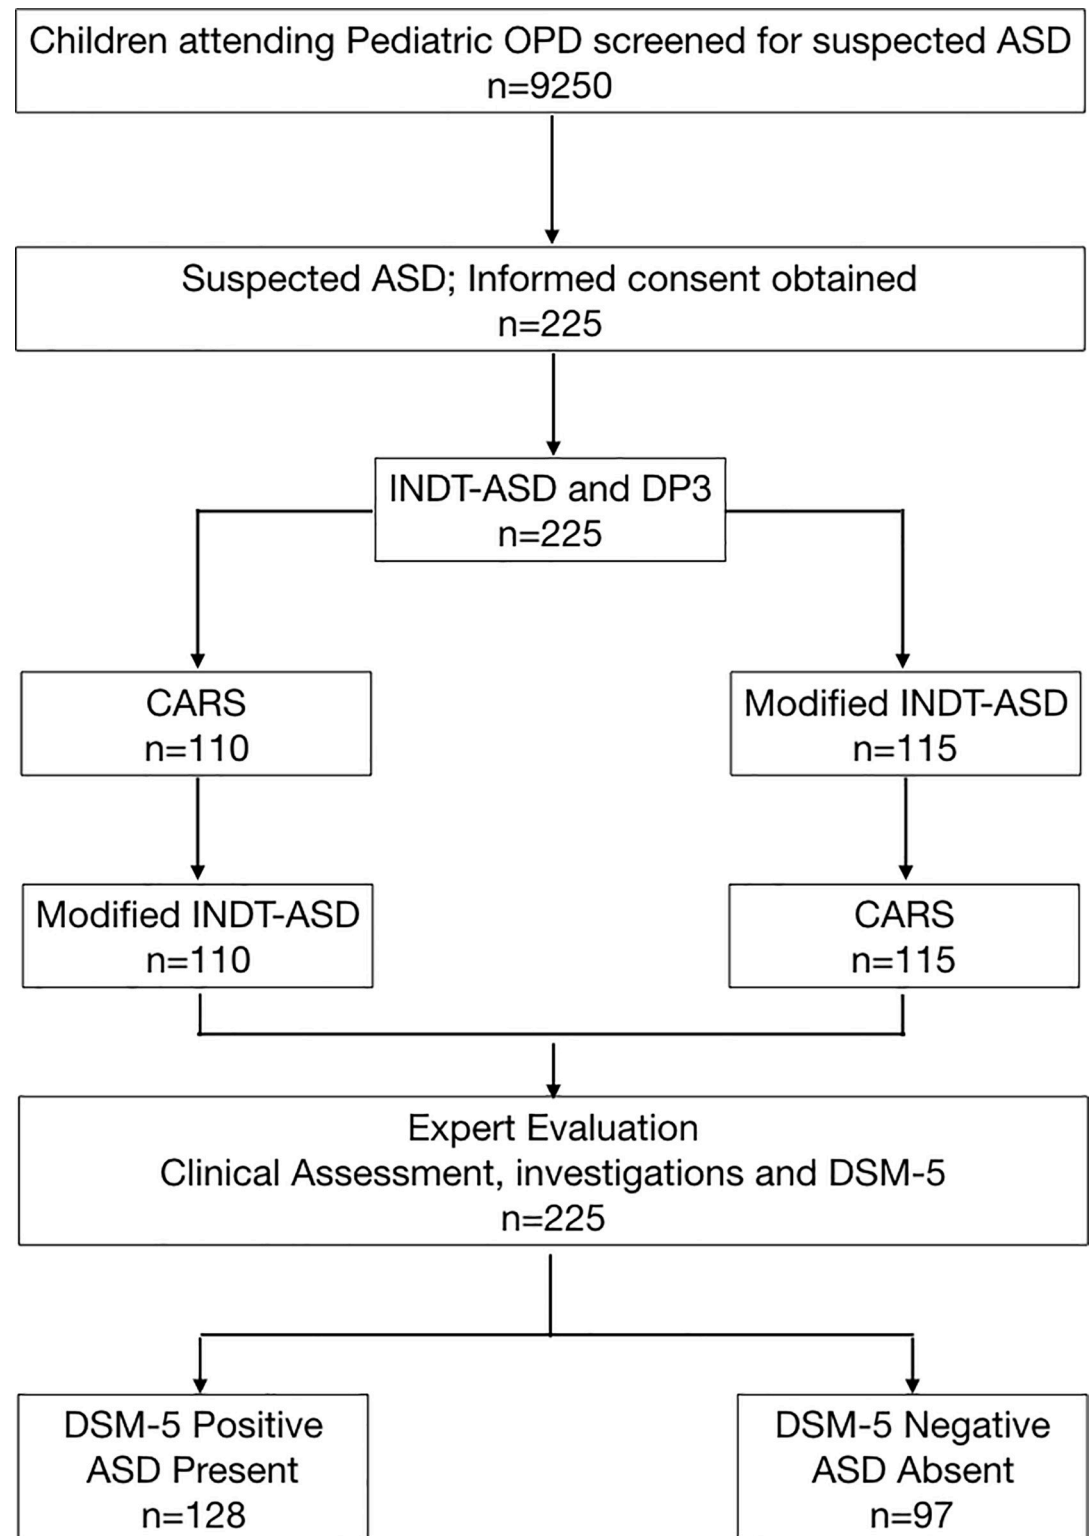 Children attending Pediatric OPD screened for suspected ASD
n=9250
Suspected ASD; Informed consent obtained
n=225
INDT-ASD and DP3
n=225
CARS
n=110
Modified INDT-ASD
n=115
Modified INDT-ASD
n=110
CARS
n=115
Expert Evaluation
Clinical Assessment, investigations and DSM-5
n=225
DSM-5 Positive
ASD Present
n=128
DSM-5 Negative
ASD Absent
n=97